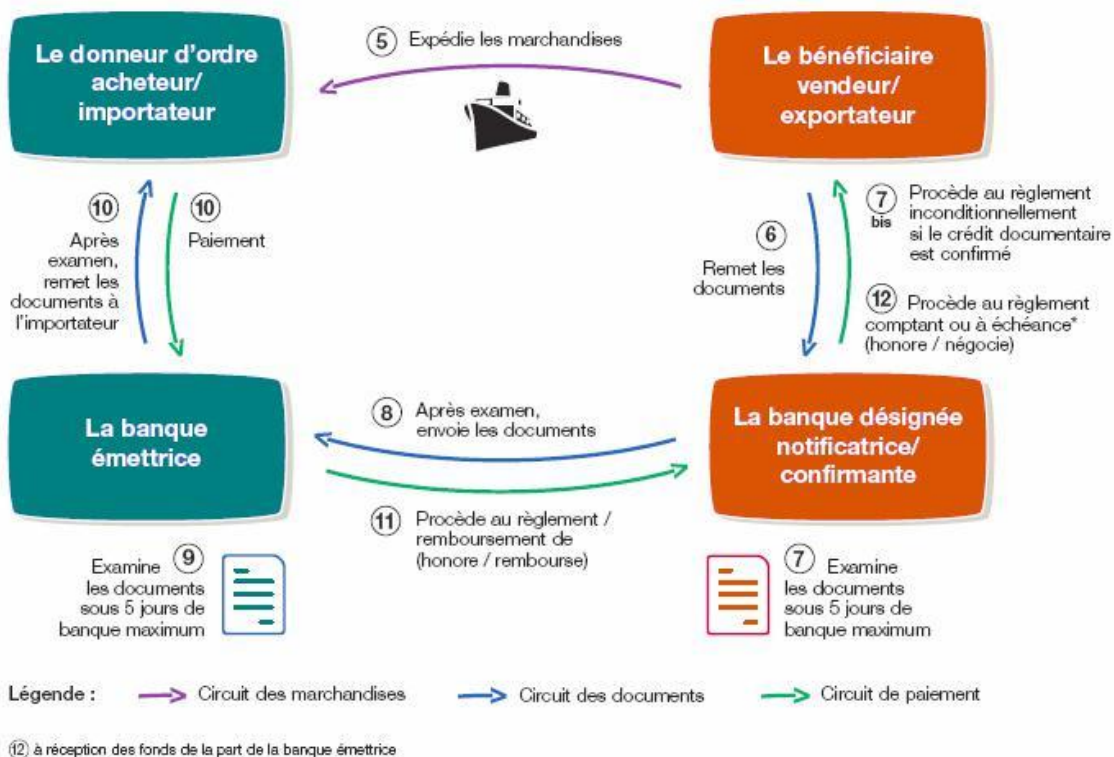 Le donneur d'ordre
acheteur/
importateur
⑤ Expédie les marchandises
Le bénéficiaire
vendeur/
exportateur
⑩
Après
examen,
remet les
documents à
l'importateur
⑩
Paiement
⑥
Remet les
documents
⑦ Procède au règlement
bis inconditionnellement
si le crédit documentaire
est confirmé
⑫ Procède au règlement
comptant ou à échéance*
(honore / négocie)
La banque
émettrice
⑧ Après examen,
envoie les documents
La banque désignée
notificatrice/
confirmante
⑪ Procède au règlement /
remboursement de
(honore / rembourse)
Examine ⑨
les documents
sous 5 jours de
banque maximum
⑦ Examine
les documents
sous 5 jours de
banque maximum
Légende : Circuit des marchandises Circuit des documents Circuit de paiement
⑫ à réception des fonds de la part de la banque émettrice